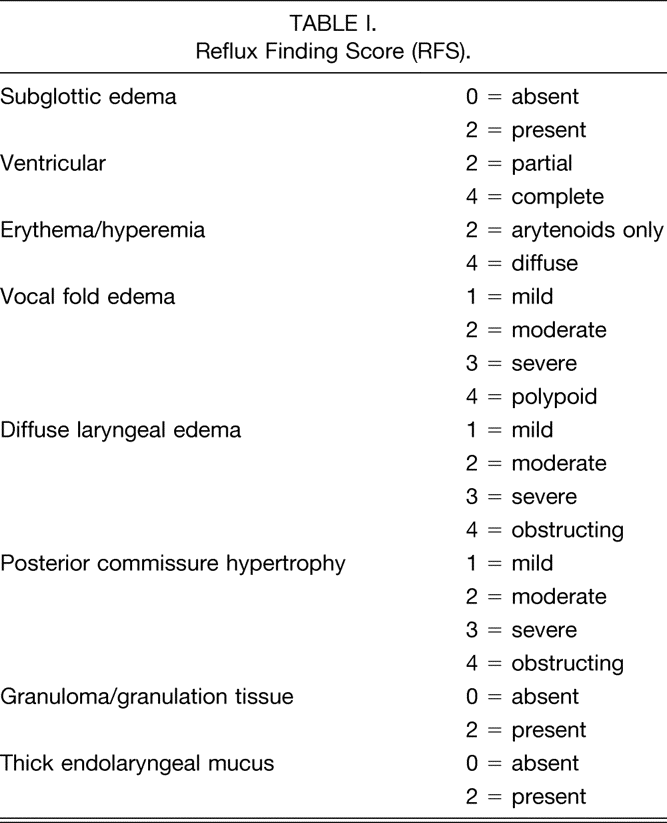 TABLE I.
Reflux Finding Score (RFS).
Subglottic edema 0 = absent
2 = present
Ventricular 2 = partial
4 = complete
Erythema/hyperemia 2 = arytenoids only
4 = diffuse
Vocal fold edema 1 = mild
2 = moderate
3 = severe
4 = polypoid
Diffuse laryngeal edema 1 = mild
2 = moderate
3 = severe
4 = obstructing
Posterior commissure hypertrophy 1 = mild
2 = moderate
3 = severe
4 = obstructing
Granuloma/granulation tissue 0 = absent
2 = present
Thick endolaryngeal mucus 0 = absent
2 = present